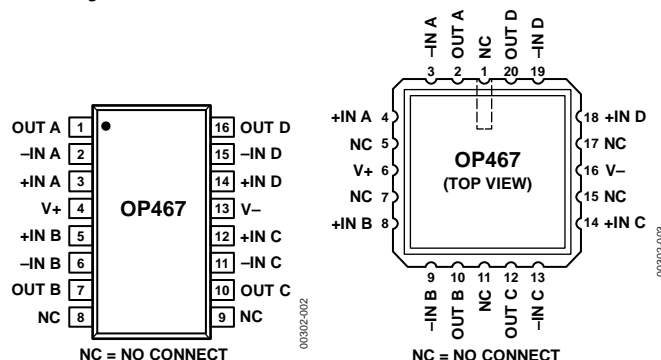 OUT A 1 16 OUT D
–IN A 2 15 –IN D
+IN A 3 14 +IN D
V+ 4 OP467 13 V–
+IN B 5 12 +IN C
–IN B 6 11 –IN C
OUT B 7 10 OUT C
NC 8 9 NC
NC = NO CONNECT
00302-002
–IN A OUT A NC OUT D –IN D
3 2 1 20 19
+IN A 4 18 +IN D
NC 5 17 NC
V+ 6 OP467 16 V–
(TOP VIEW)
NC 7 15 NC
+IN B 8 14 +IN C
9 10 11 12 13
–IN B OUT B NC OUT C –IN C
NC = NO CONNECT
00302-003